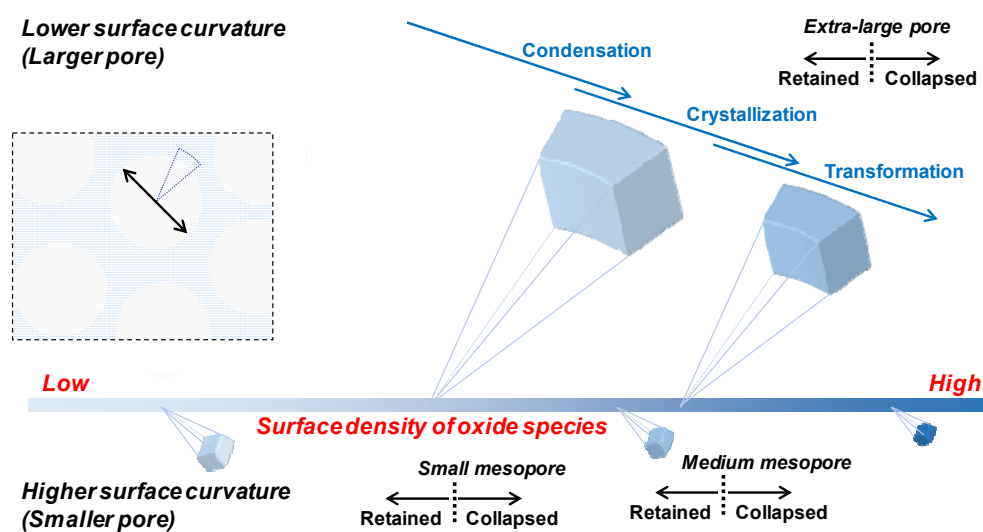 Lower surface curvature
(Larger pore)
Condensation
Extra-large pore
Retained
Collapsed
Crystallization
Transformation
Low
High
Surface density of oxide species
Higher surface curvature
(Smaller pore)
Small mesopore
Retained
Collapsed
Medium mesopore
Retained
Collapsed